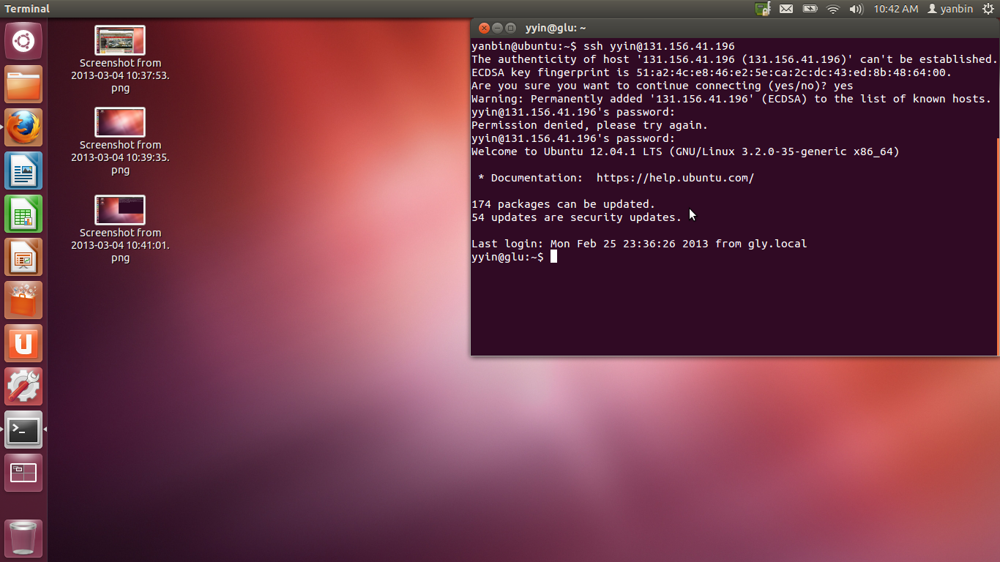 Terminal
10:42 AM
yanbin
Screenshot from
2013-03-04 10:37:53.
png
Screenshot from
2013-03-04 10:39:35.
png
Screenshot from
2013-03-04 10:41:01.
png
yyin@glu: ~
yanbin@ubuntu:~$ ssh yyin@131.156.41.196
The authenticity of host '131.156.41.196 (131.156.41.196)' can't be established.
ECDSA key fingerprint is 51:a2:4c:e8:46:e2:5e:ca:2c:dc:43:ed:8b:48:64:00.
Are you sure you want to continue connecting (yes/no)? yes
Warning: Permanently added '131.156.41.196' (ECDSA) to the list of known hosts.
yyin@131.156.41.196's password:
Permission denied, please try again.
yyin@131.156.41.196's password:
Welcome to Ubuntu 12.04.1 LTS (GNU/Linux 3.2.0-35-generic x86_64)
* Documentation:  https://help.ubuntu.com/
174 packages can be updated.
54 updates are security updates.
Last login: Mon Feb 25 23:36:26 2013 from gly.local
yyin@glu:~$